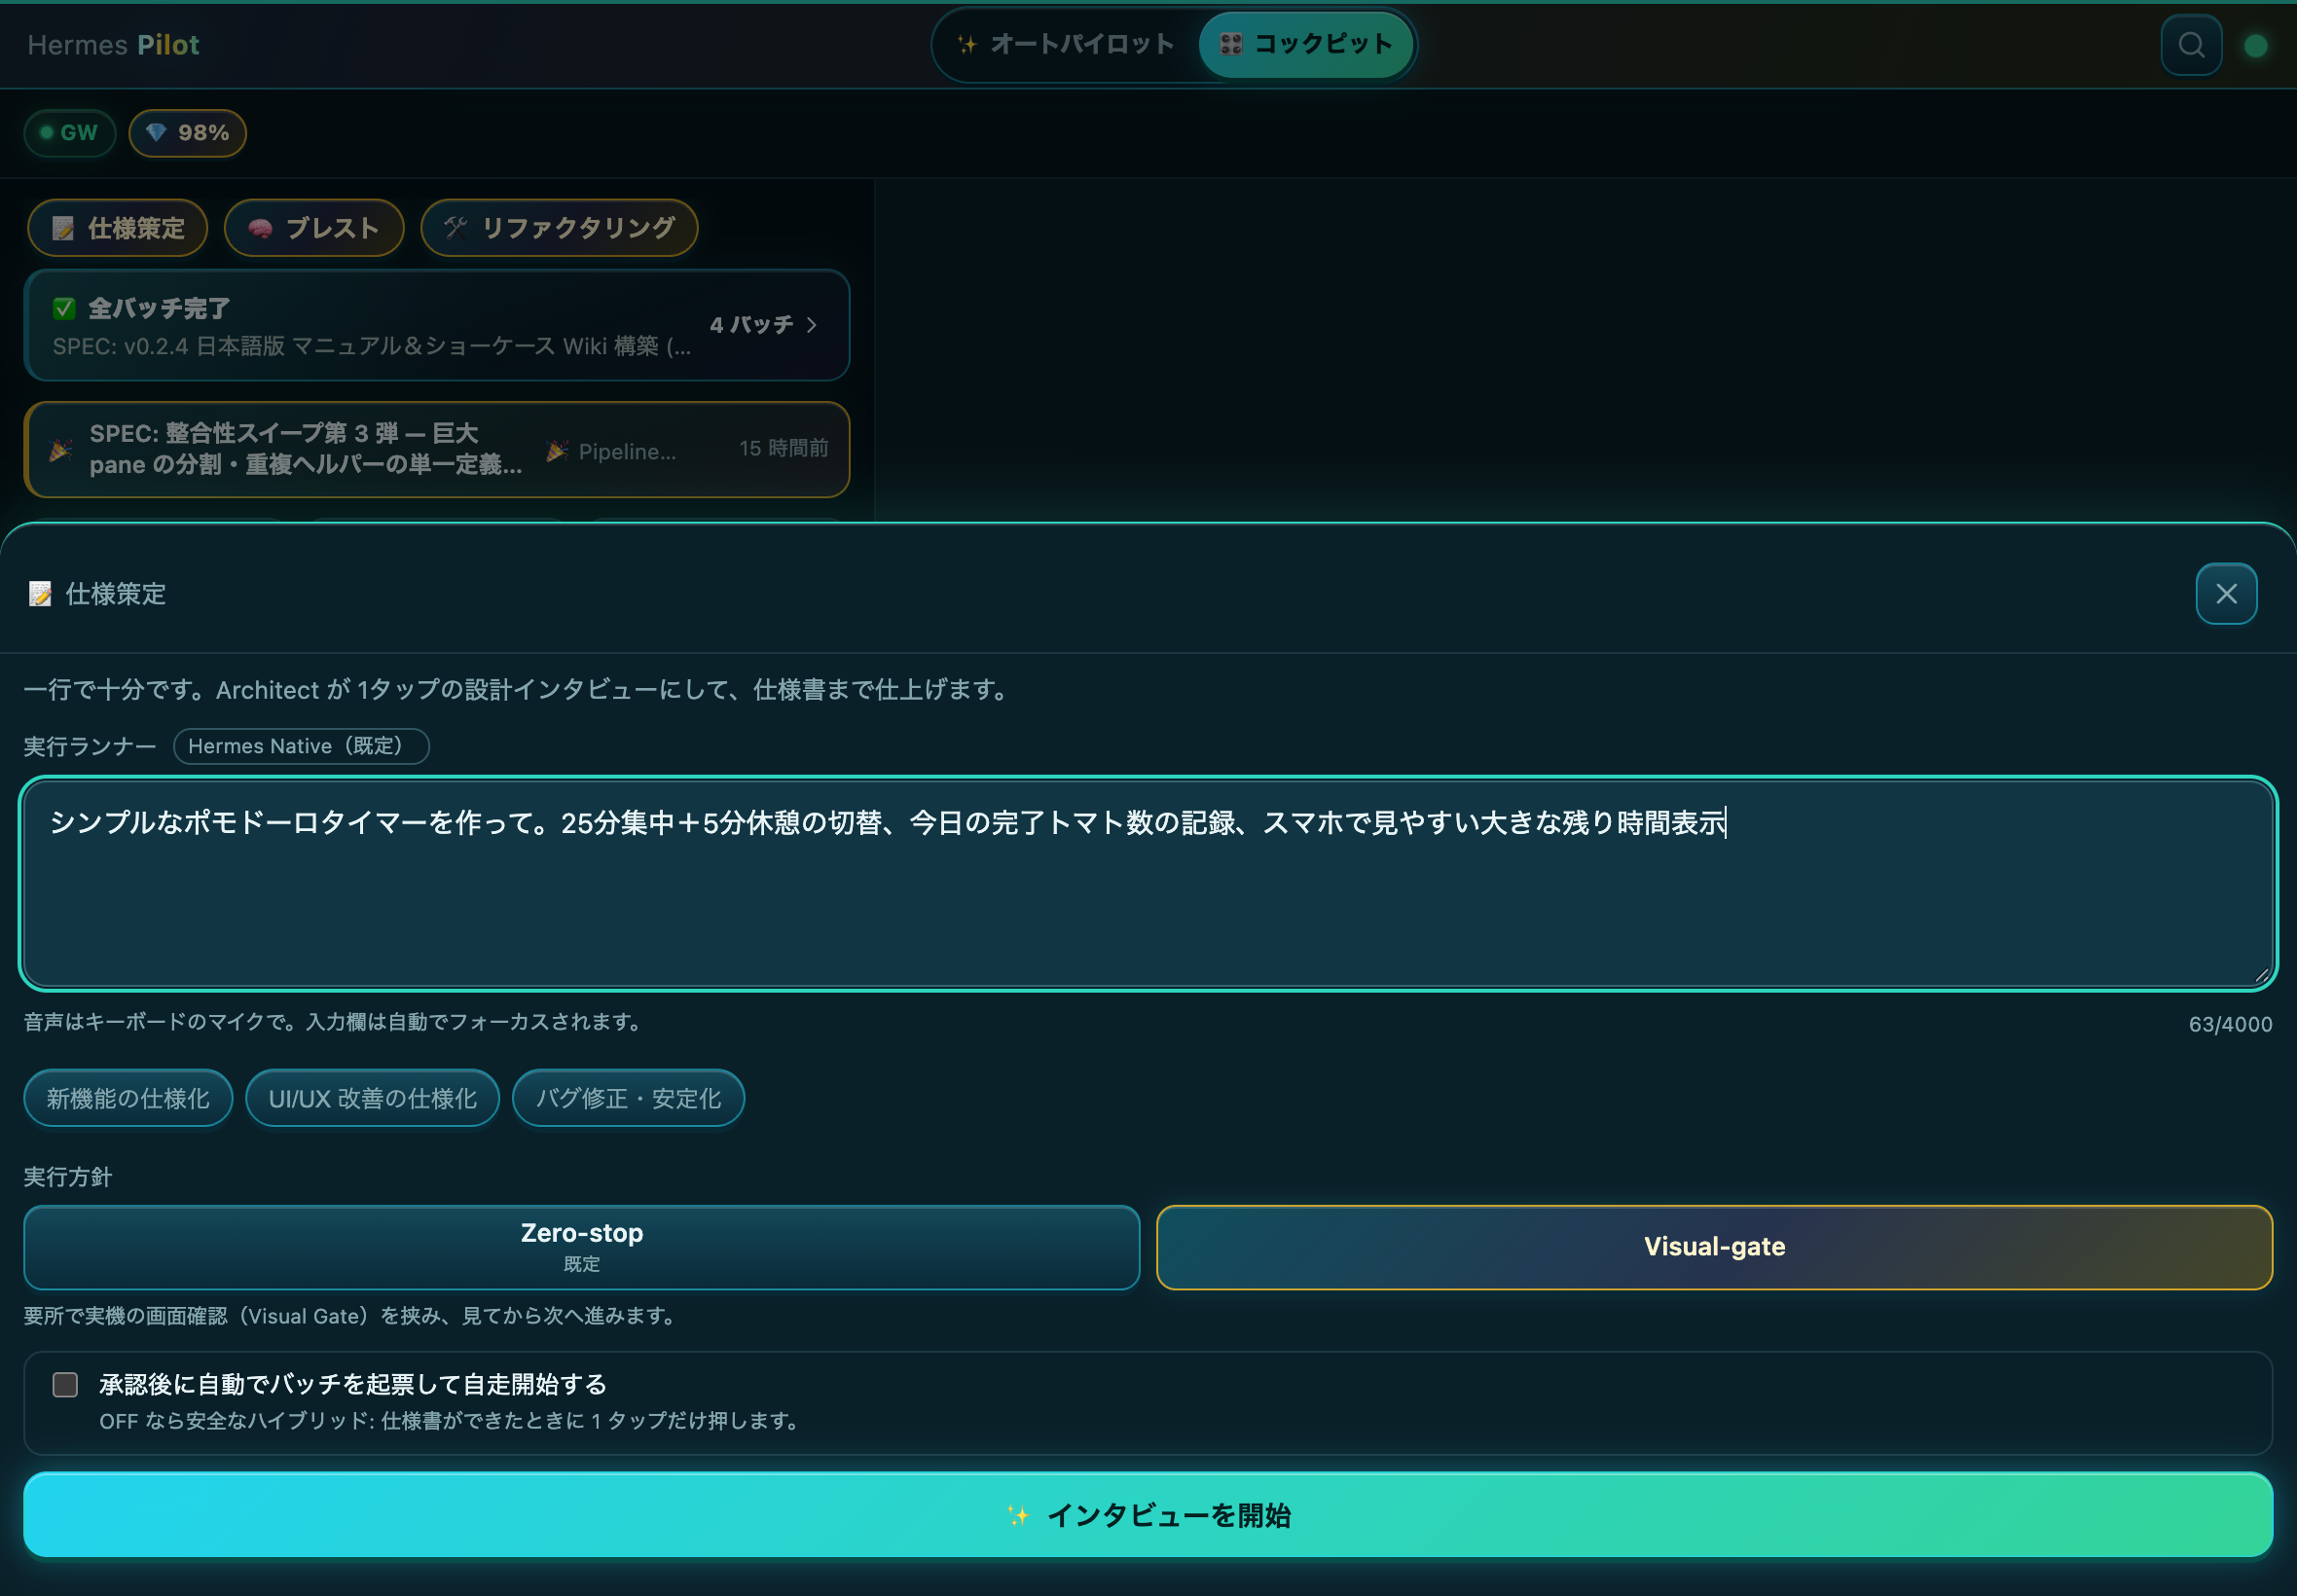 Hermes Pilot
✨ オートパイロット
🎛️ コックピット
GW
💎 98%
📝 仕様策定
🧠 ブレスト
🛠️ リファクタリング
✅ 全バッチ完了
SPEC: v0.2.4 日本語版 マニュアル＆ショーケース Wiki 構築 (...
4 バッチ
🎉 SPEC: 整合性スイープ第 3 弾 — 巨大
pane の分割・重複ヘルパーの単一定義...
🎉 Pipeline...
15 時間前
📝 仕様策定
一行で十分です。Architect が 1タップの設計インタビューにして、仕様書まで仕上げます。
実行ランナー Hermes Native（既定）
シンプルなポモドーロタイマーを作って。25分集中＋5分休憩の切替、今日の完了トマト数の記録、スマホで見やすい大きな残り時間表示
音声はキーボードのマイクで。入力欄は自動でフォーカスされます。
63/4000
新機能の仕様化
UI/UX 改善の仕様化
バグ修正・安定化
実行方針
Zero-stop
既定
Visual-gate
要所で実機の画面確認（Visual Gate）を挟み、見てから次へ進みます。
承認後に自動でバッチを起票して自走開始する
OFF なら安全なハイブリッド: 仕様書ができたときに 1 タップだけ押します。
✨ インタビューを開始